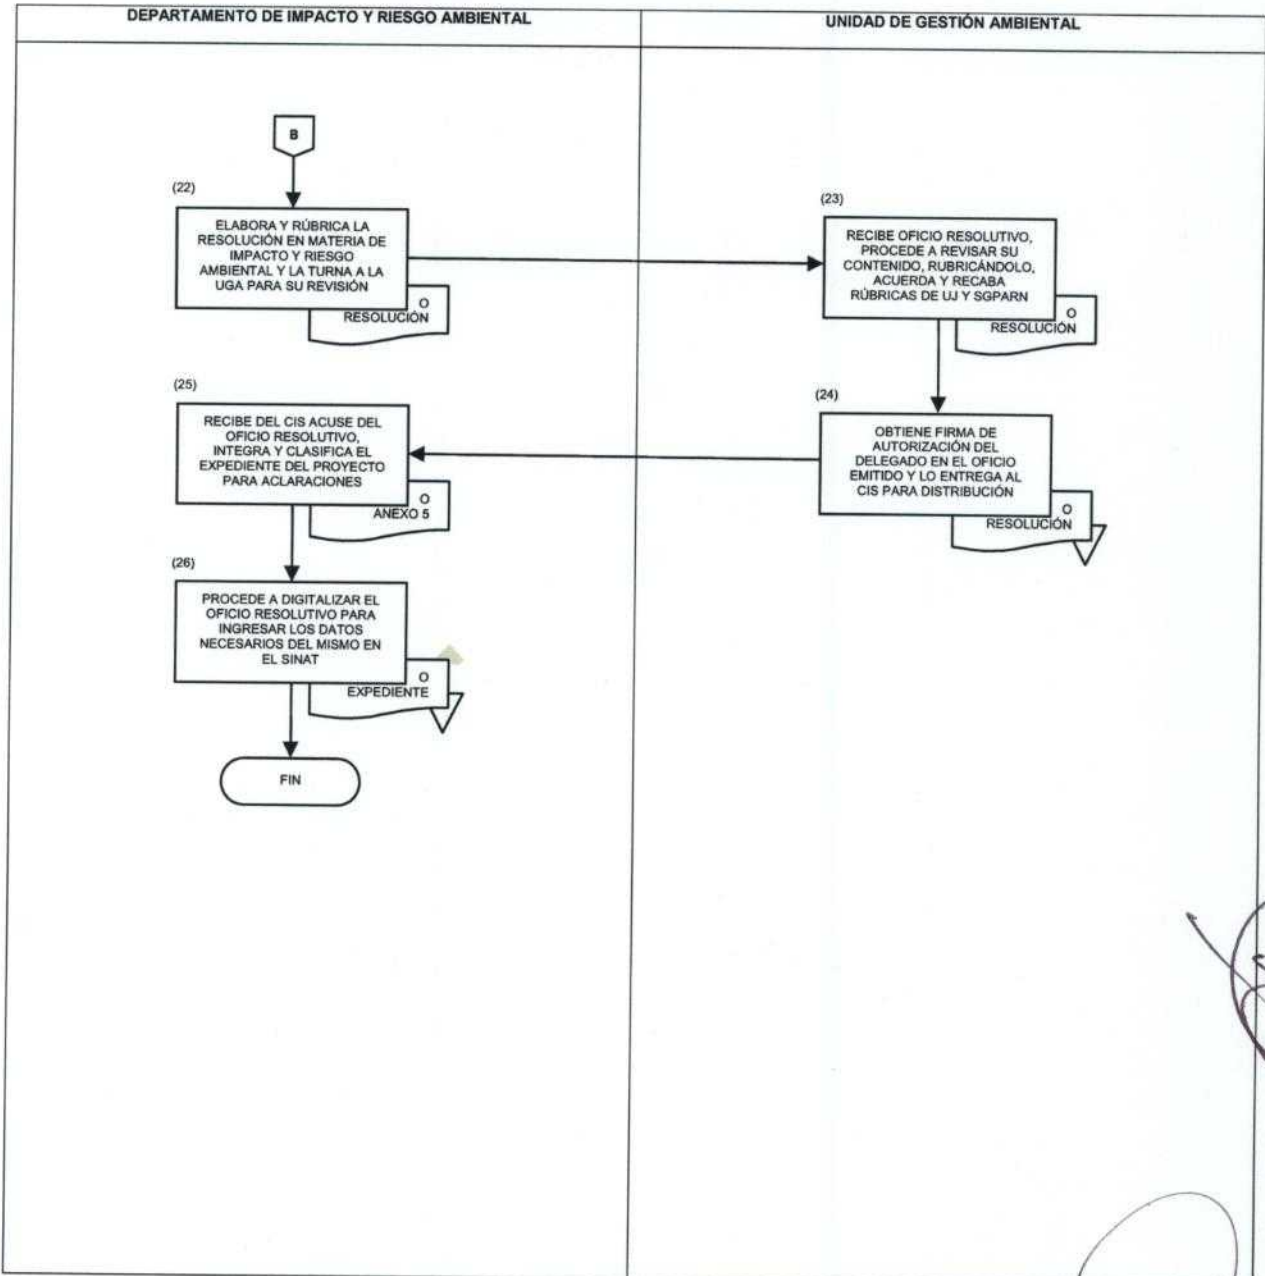 DEPARTAMENTO DE IMPACTO Y RIESGO AMBIENTAL
UNIDAD DE GESTIÓN AMBIENTAL
B
(22)
ELABORA Y RÚBRICA LA
RESOLUCIÓN EN MATERIA DE
IMPACTO Y RIESGO
AMBIENTAL Y LA TURNA A LA
UGA PARA SU REVISIÓN
O
RESOLUCIÓN
(23)
RECIBE OFICIO RESOLUTIVO,
PROCEDE A REVISAR SU
CONTENIDO, RUBRICÁNDOLO,
ACUERDA Y RECABA
RÚBRICAS DE UJ Y SGPARN
O
RESOLUCIÓN
(24)
OBTIENE FIRMA DE
AUTORIZACIÓN DEL
DELEGADO EN EL OFICIO
EMITIDO Y LO ENTREGA AL
CIS PARA DISTRIBUCIÓN
O
RESOLUCIÓN
(25)
RECIBE DEL CIS ACUSE DEL
OFICIO RESOLUTIVO,
INTEGRA Y CLASIFICA EL
EXPEDIENTE DEL PROYECTO
PARA ACLARACIONES
O
ANEXO 5
(26)
PROCEDE A DIGITALIZAR EL
OFICIO RESOLUTIVO PARA
INGRESAR LOS DATOS
NECESARIOS DEL MISMO EN
EL SINAT
O
EXPEDIENTE
FIN